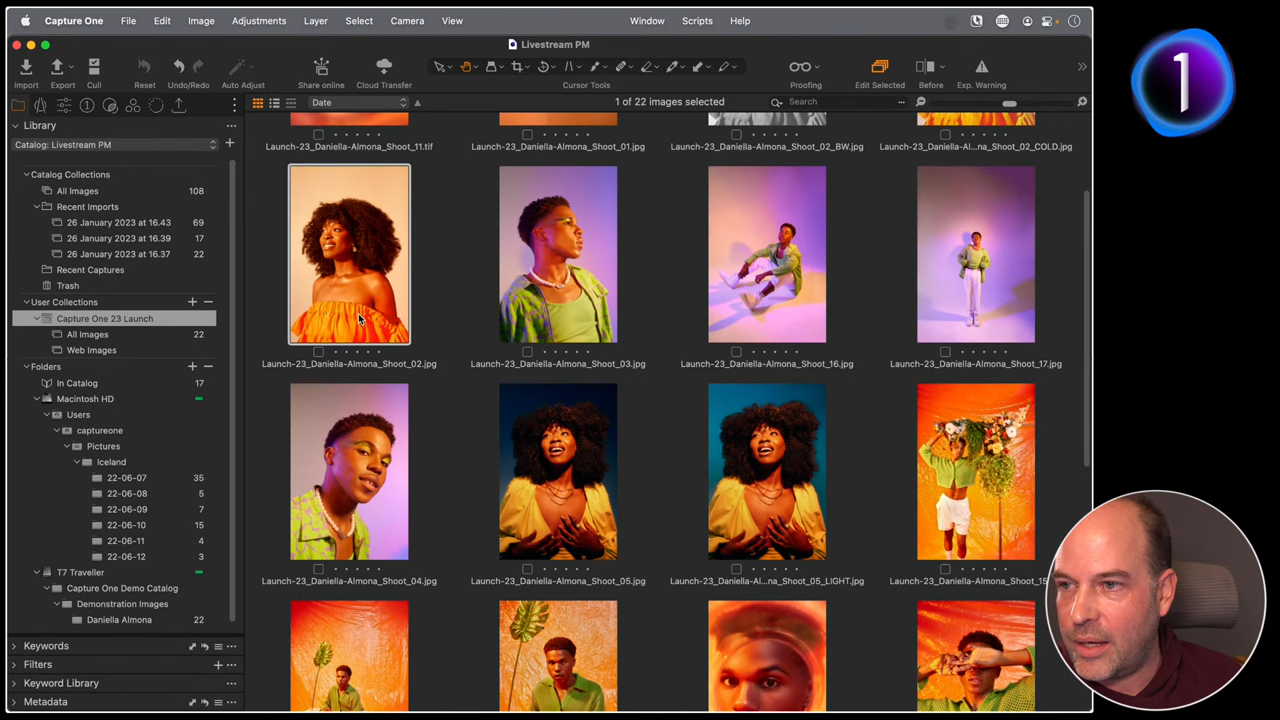 Capture One File Edit Image Adjustments Layer Select Camera View Window Scripts Help
Livestream PM
Import Export Cull Reset Undo/Redo Auto Adjust Share online Cloud Transfer Cursor Tools Proofing Edit Selected Before Exp. Warning
Date
1 of 22 images selected
Search
Library
Catalog: Livestream PM
Catalog Collections
All Images 108
Recent Imports
26 January 2023 at 16.43 69
26 January 2023 at 16.39 17
26 January 2023 at 16.37 22
Recent Captures
Trash
User Collections
Capture One 23 Launch
All Images 22
Web Images
Folders
In Catalog 17
Macintosh HD
Users
captureone
Pictures
Iceland
22-06-07 35
22-06-08 5
22-06-09 7
22-06-10 15
22-06-11 4
22-06-12 3
T7 Traveller
Capture One Demo Catalog
Demonstration Images
Daniella Almona 22
Keywords
Filters
Keyword Library
Metadata
Launch-23_Daniella-Almona_Shoot_11.tif
Launch-23_Daniella-Almona_Shoot_01.jpg
Launch-23_Daniella-Almona_Shoot_02_BW.jpg
Launch-23_Daniella-Al...na_Shoot_02_COLD.jpg
Launch-23_Daniella-Almona_Shoot_02.jpg
Launch-23_Daniella-Almona_Shoot_03.jpg
Launch-23_Daniella-Almona_Shoot_16.jpg
Launch-23_Daniella-Almona_Shoot_17.jpg
Launch-23_Daniella-Almona_Shoot_04.jpg
Launch-23_Daniella-Almona_Shoot_05.jpg
Launch-23_Daniella-Al...na_Shoot_05_LIGHT.jpg
Launch-23_Daniella-Almona_Shoot_15
1